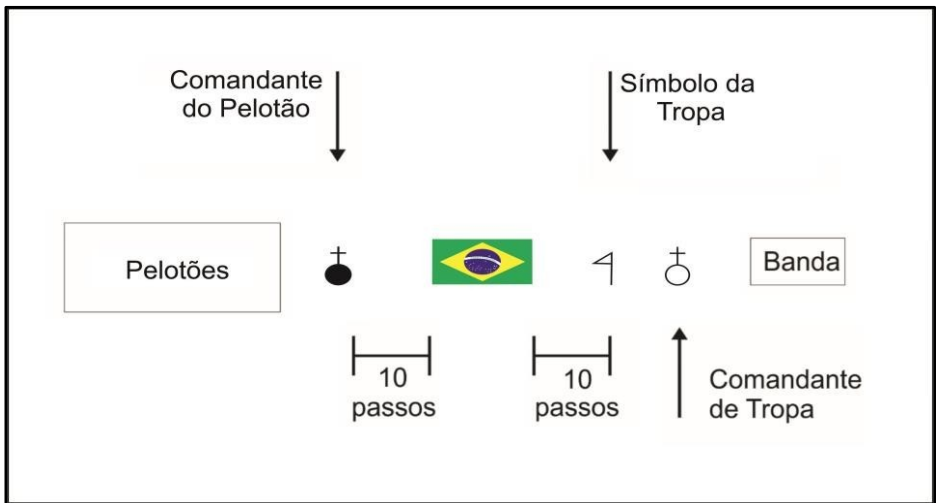 Comandante
do Pelotão
Símbolo da
Tropa
Pelotões
Banda
10
passos
10
passos
Comandante
de Tropa